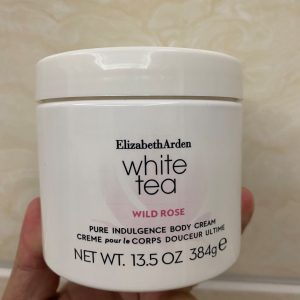 ElizabethArden
white
tea
WILD ROSE
PURE INDULGENCE BODY CREAM
CREME pour le CORPS DOUCEUR ULTIME
NET WT. 13.5 OZ 384g e